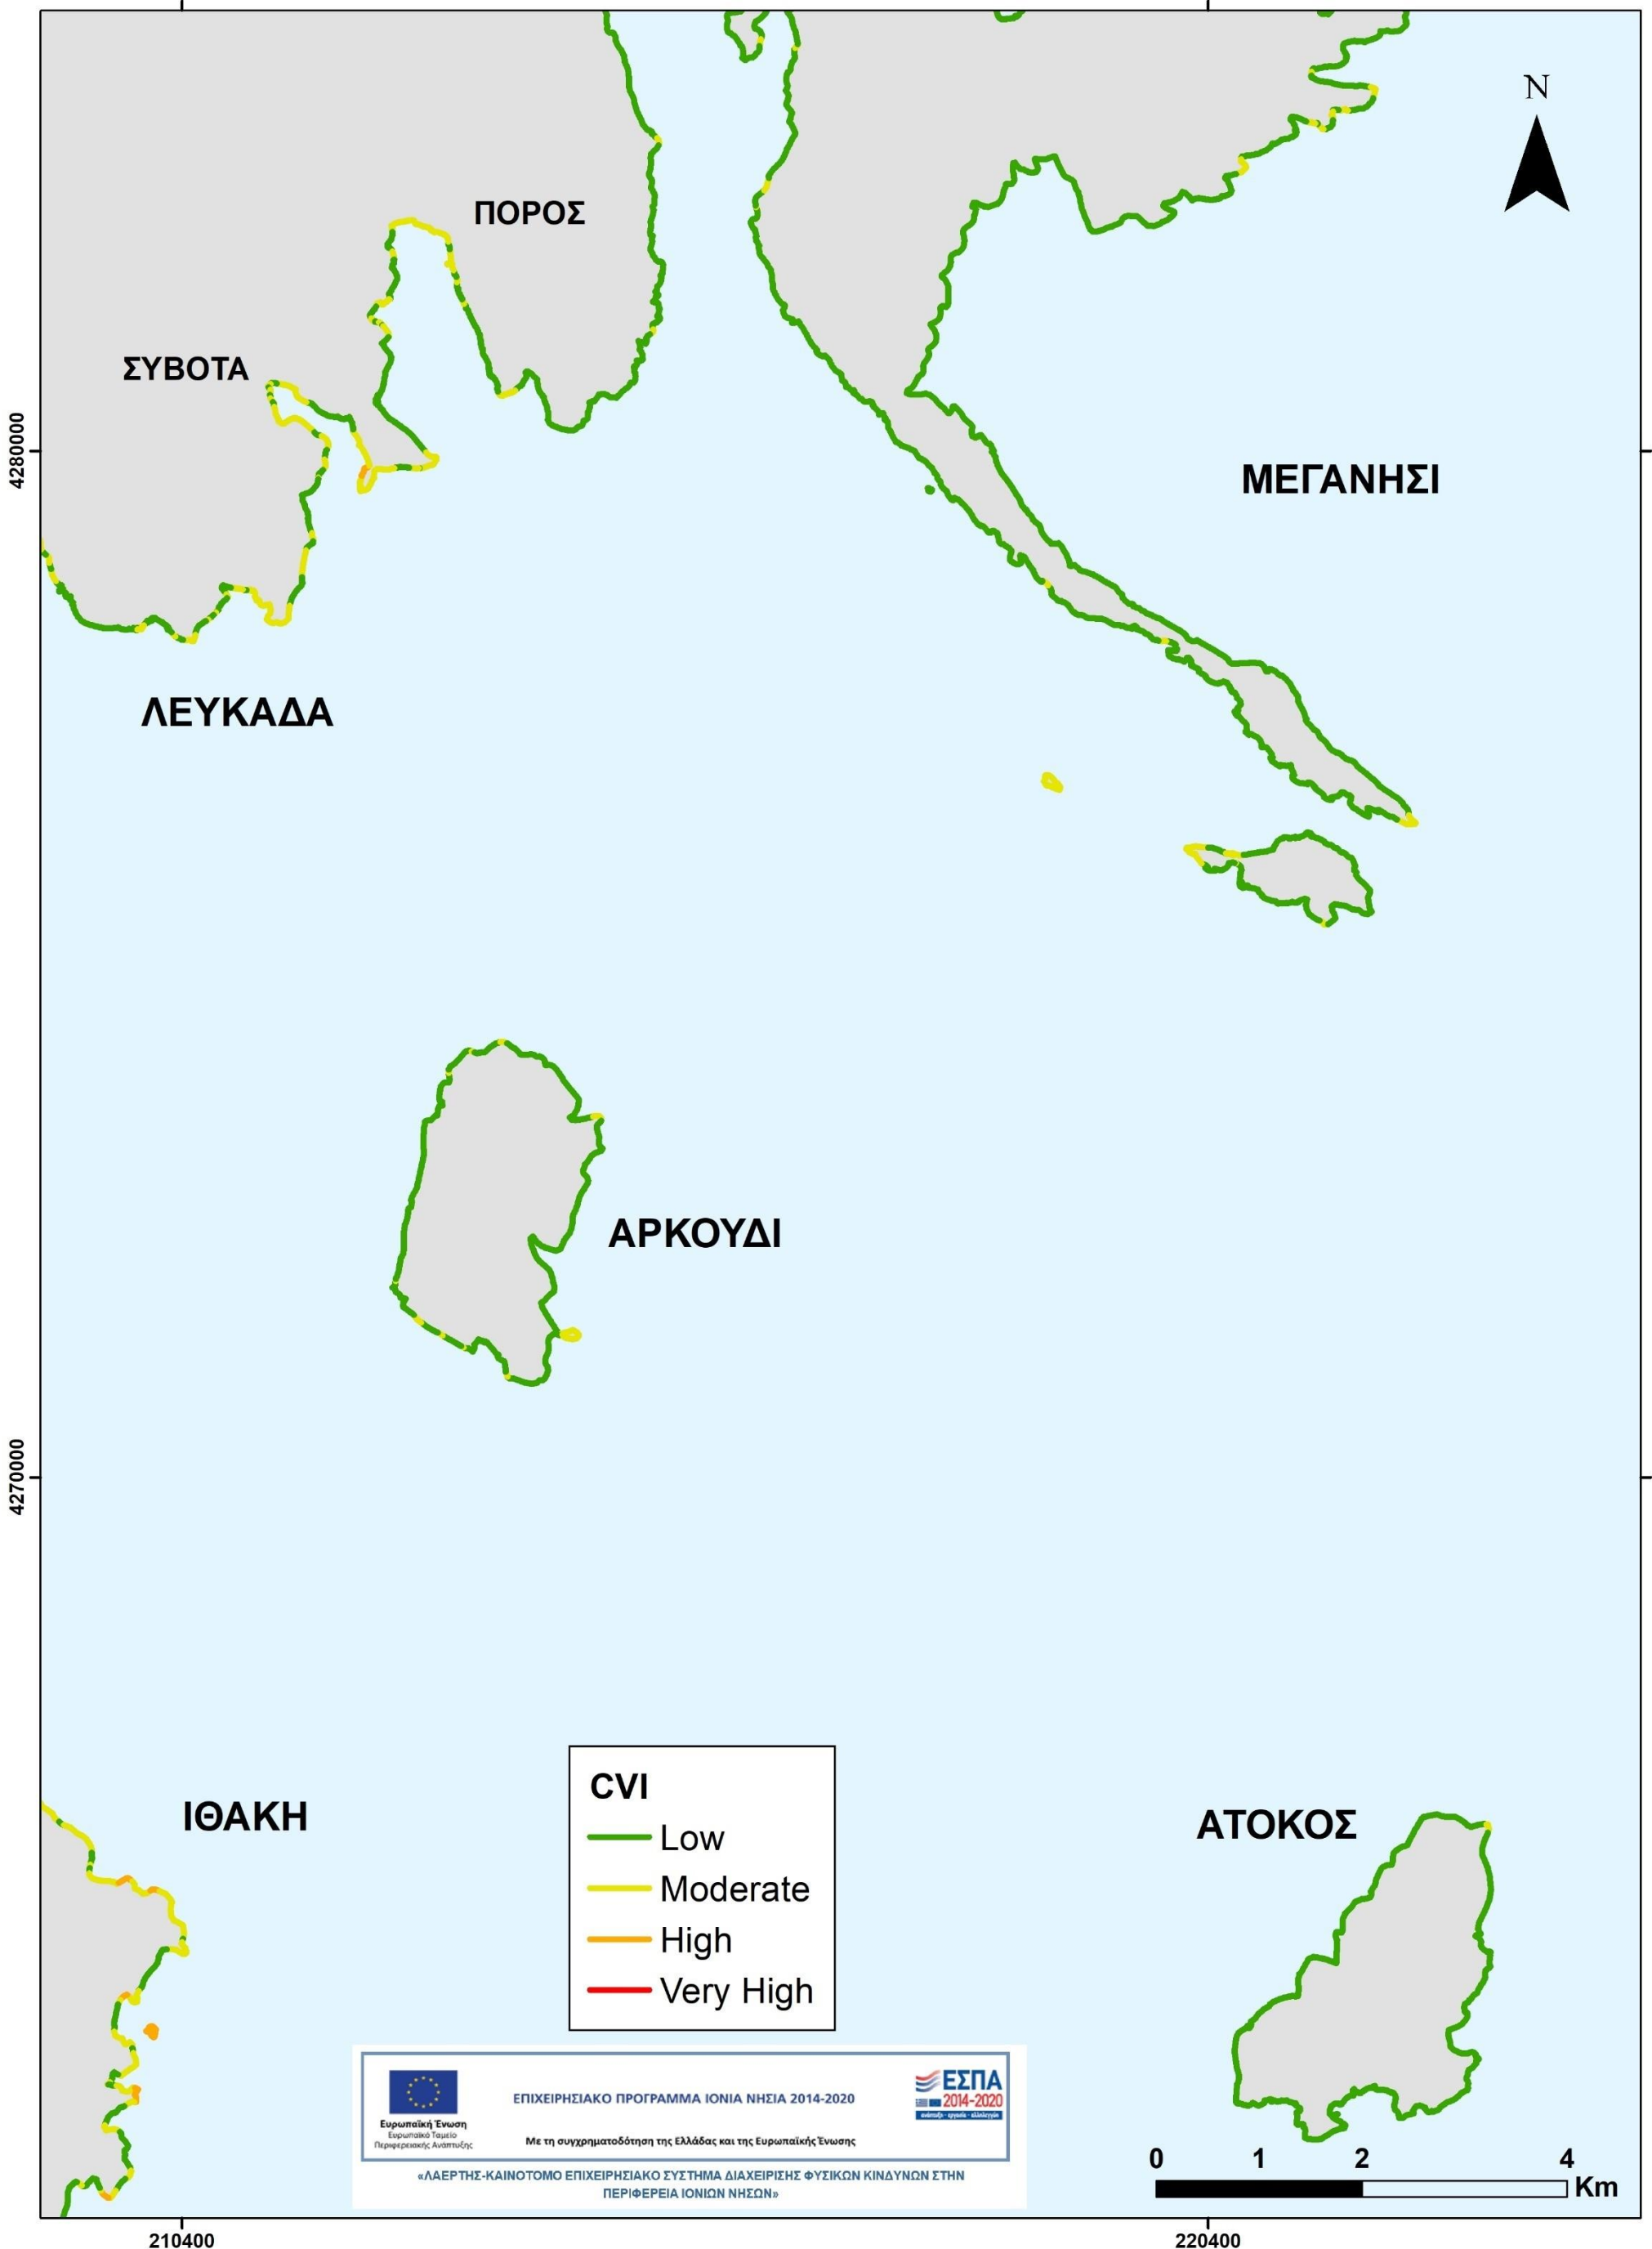 N
ΠΟΡΟΣ
ΣΥΒΟΤΑ
4280000
ΜΕΓΑΝΗΣΙ
ΛΕΥΚΑΔΑ
ΑΡΚΟΥΔΙ
4270000
ΙΘΑΚΗ
ΑΤΟΚΟΣ
CVI
Low
Moderate
High
Very High
ΕΠΙΧΕΙΡΗΣΙΑΚΟ ΠΡΟΓΡΑΜΜΑ ΙΟΝΙΑ ΝΗΣΙΑ 2014-2020
ΕΣΠΑ
2014-2020
ανάπτυξη - εργασία - αλληλεγγύη
Ευρωπαϊκή Ένωση
Ευρωπαϊκό Ταμείο
Περιφερειακής Ανάπτυξης
Με τη συγχρηματοδότηση της Ελλάδας και της Ευρωπαϊκής Ένωσης
«ΛΑΕΡΤΗΣ-ΚΑΙΝΟΤΟΜΟ ΕΠΙΧΕΙΡΗΣΙΑΚΟ ΣΥΣΤΗΜΑ ΔΙΑΧΕΙΡΙΣΗΣ ΦΥΣΙΚΩΝ ΚΙΝΔΥΝΩΝ ΣΤΗΝ
ΠΕΡΙΦΕΡΕΙΑ ΙΟΝΙΩΝ ΝΗΣΩΝ»
0 1 2 4
Km
210400
220400